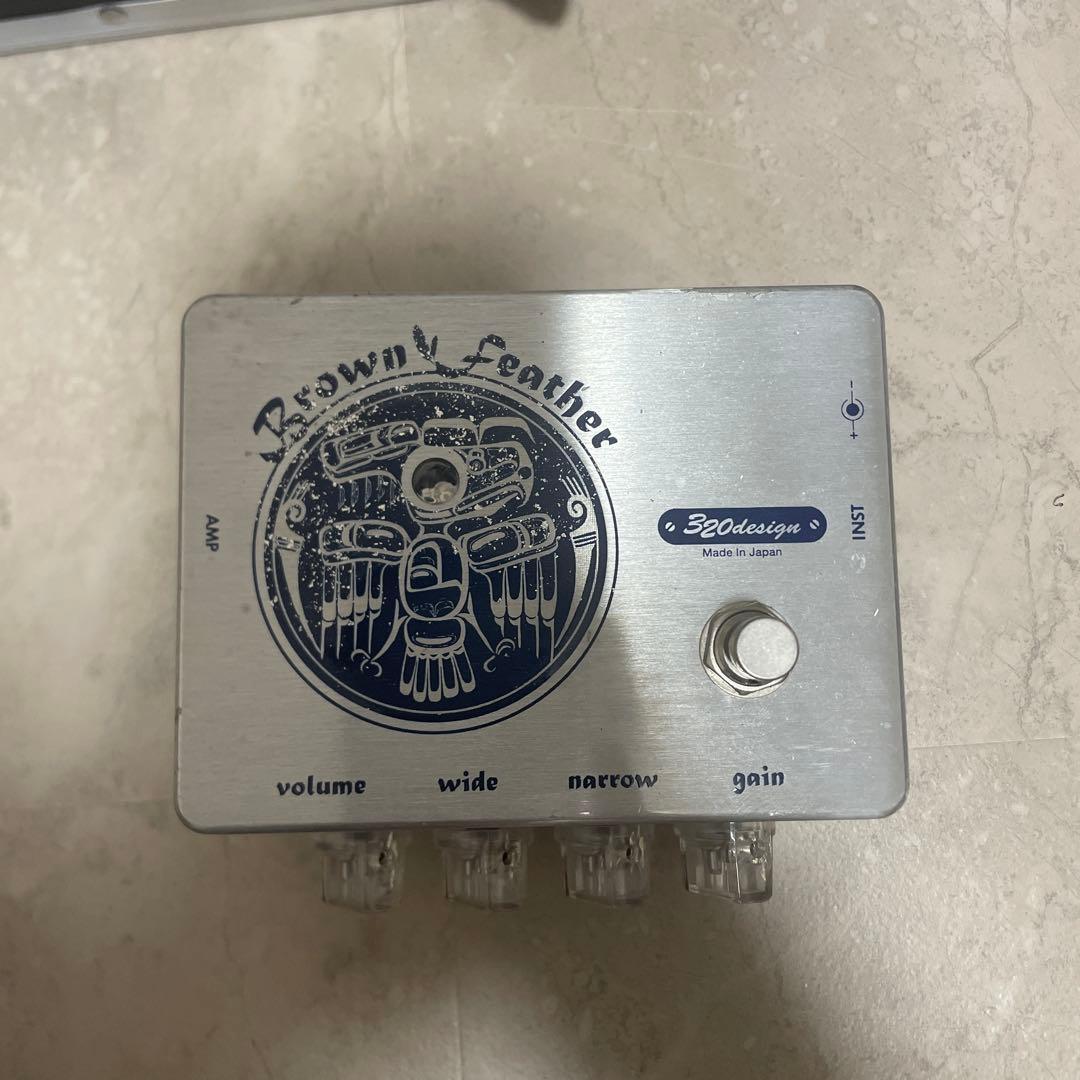 Brown Feather
- +
AMP
INST
320design
Made In Japan
volume wide narrow gain